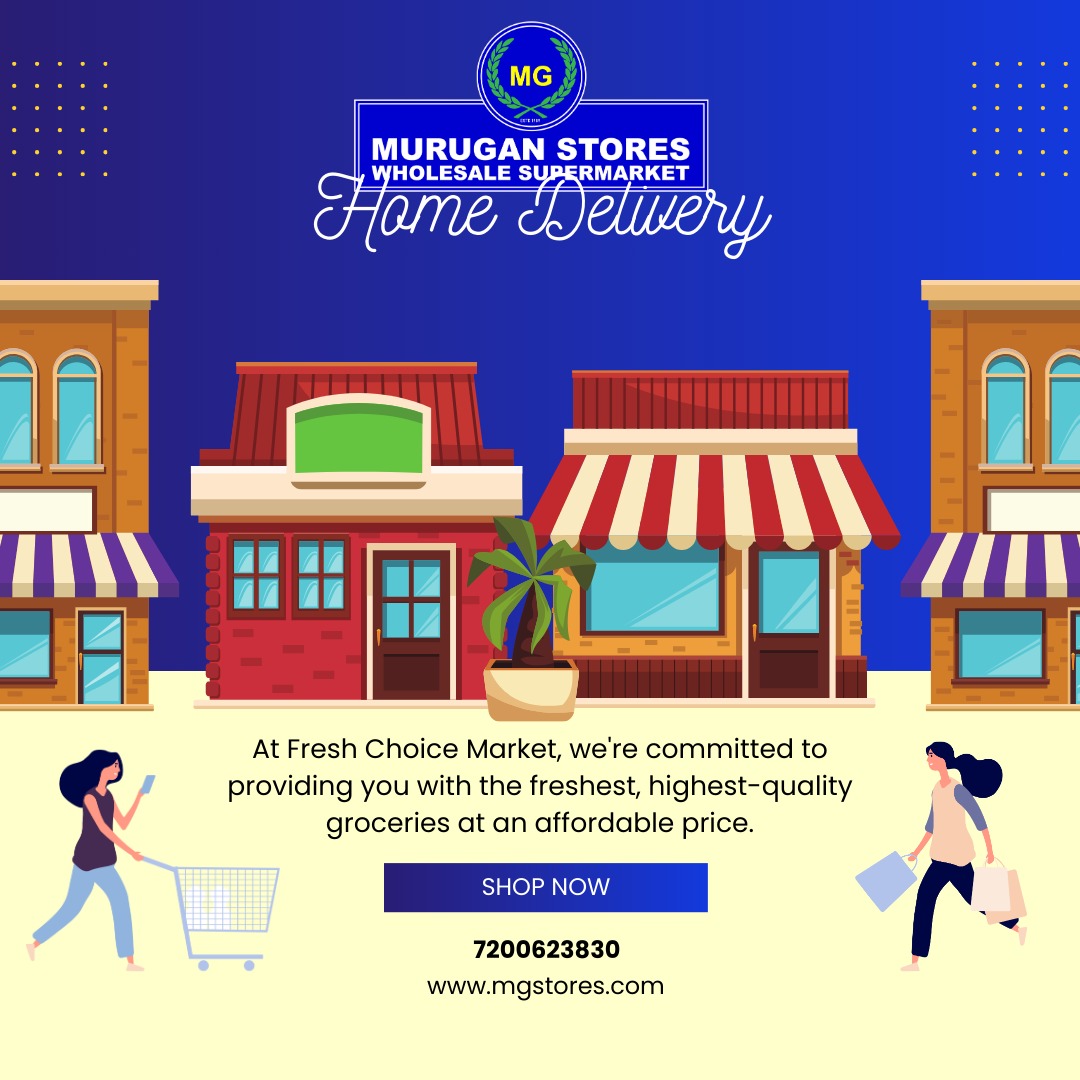 MG
MURUGAN STORES
WHOLESALE SUPERMARKET
Home Delivery
At Fresh Choice Market, we're committed to
providing you with the freshest, highest-quality
groceries at an affordable price.
SHOP NOW
7200623830
www.mgstores.com